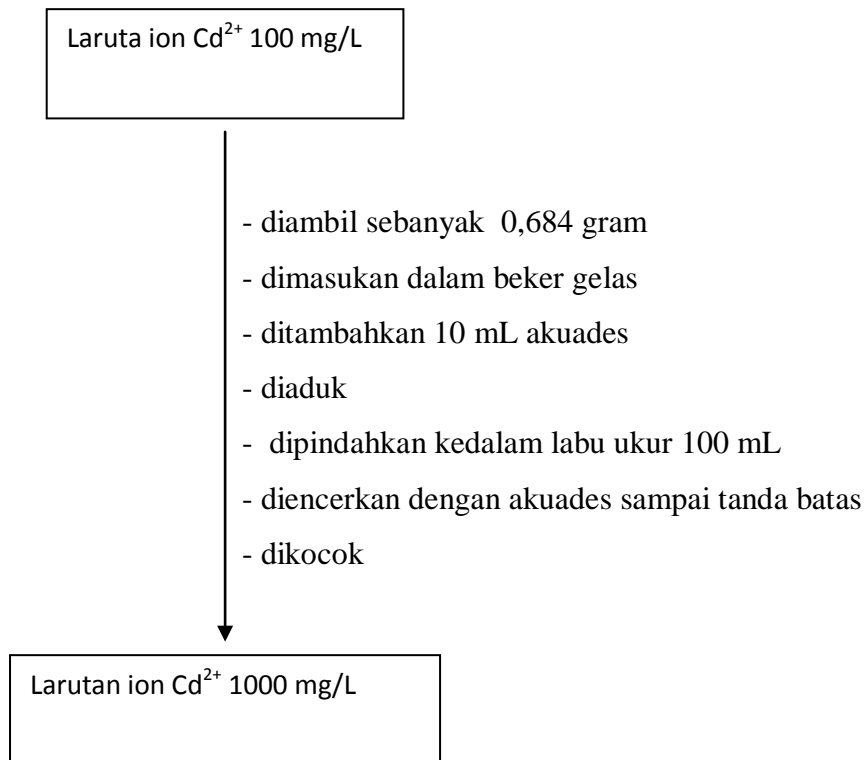 Laruta ion Cd²⁺ 100 mg/L
- diambil sebanyak  0,684 gram
- dimasukan dalam beker gelas
- ditambahkan 10 mL akuades
- diaduk
-  dipindahkan kedalam labu ukur 100 mL
- diencerkan dengan akuades sampai tanda batas
- dikocok
Larutan ion Cd²⁺ 1000 mg/L